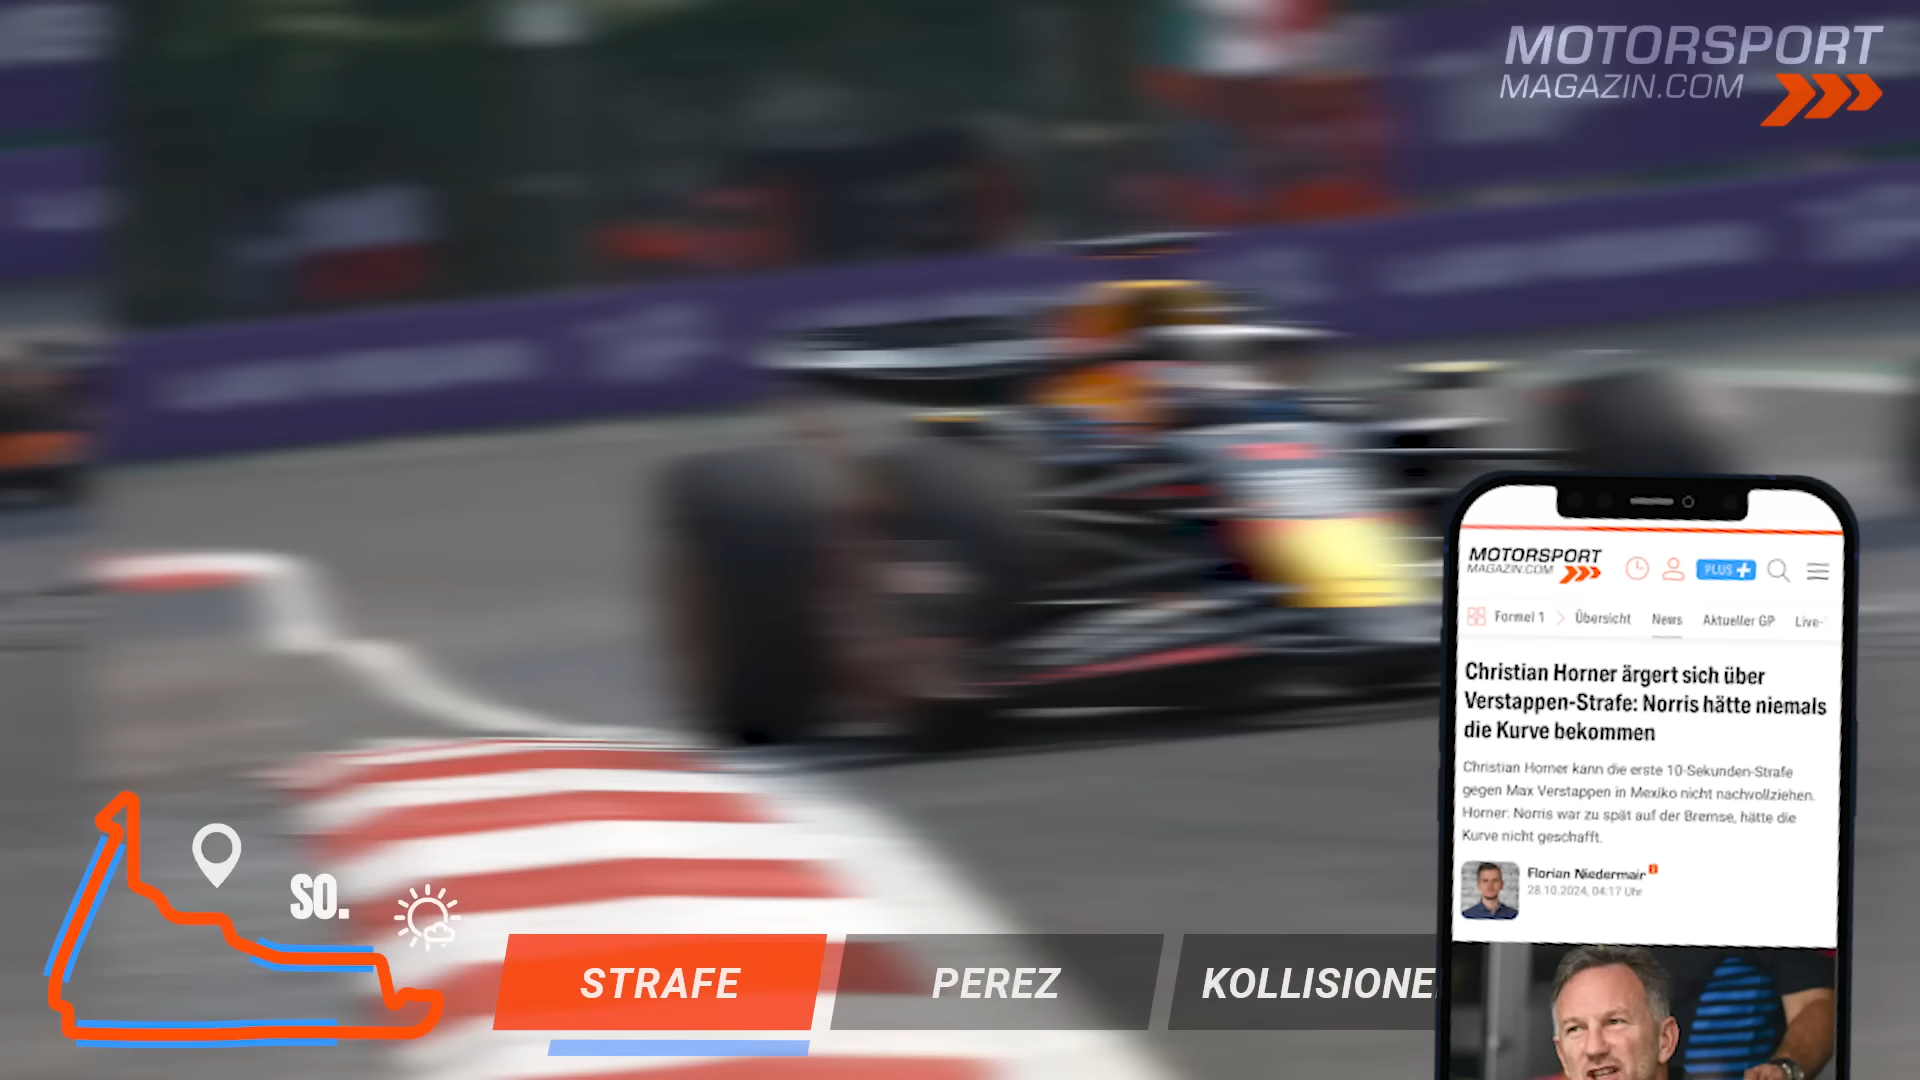 MOTORSPORT
MAGAZIN.COM
MOTORSPORT
MAGAZIN.COM
PLUS
Formel 1
Übersicht
News
Aktueller GP
Live-
Christian Horner ärgert sich über
Verstappen-Strafe: Norris hätte niemals
die Kurve bekommen
Christian Horner kann die erste 10-Sekunden-Strafe
gegen Max Verstappen in Mexiko nicht nachvollziehen.
Horner: Norris war zu spät auf der Bremse, hätte die
Kurve nicht geschafft.
Florian Niedermair
28.10.2024, 04:17 Uhr
SO.
STRAFE
PEREZ
KOLLISIONE